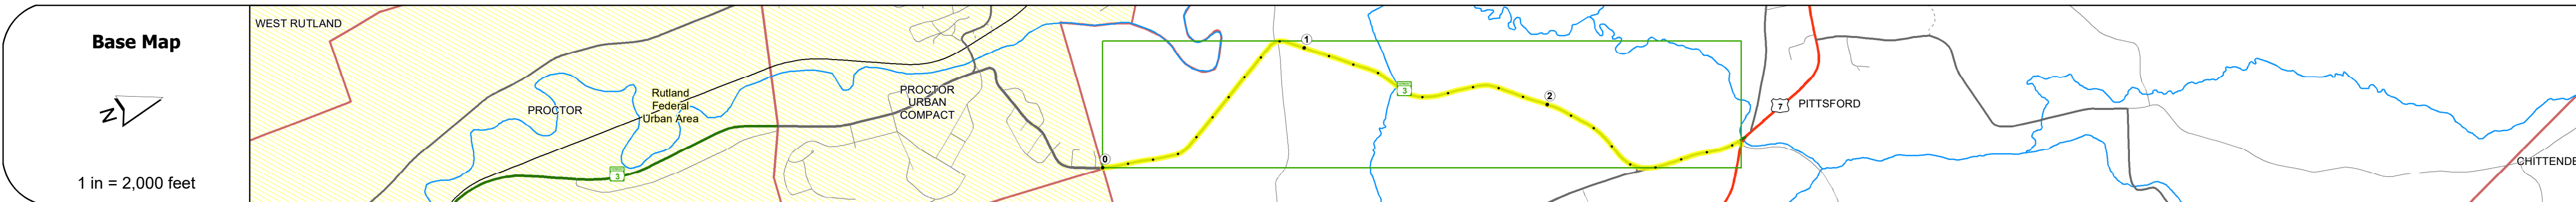 Base Map
N
1 in = 2,000 feet
WEST RUTLAND
PROCTOR
Rutland
Federal
Urban Area
3
PROCTOR
URBAN
COMPACT
0
1
3
2
7
PITTSFORD
CHITTENDE